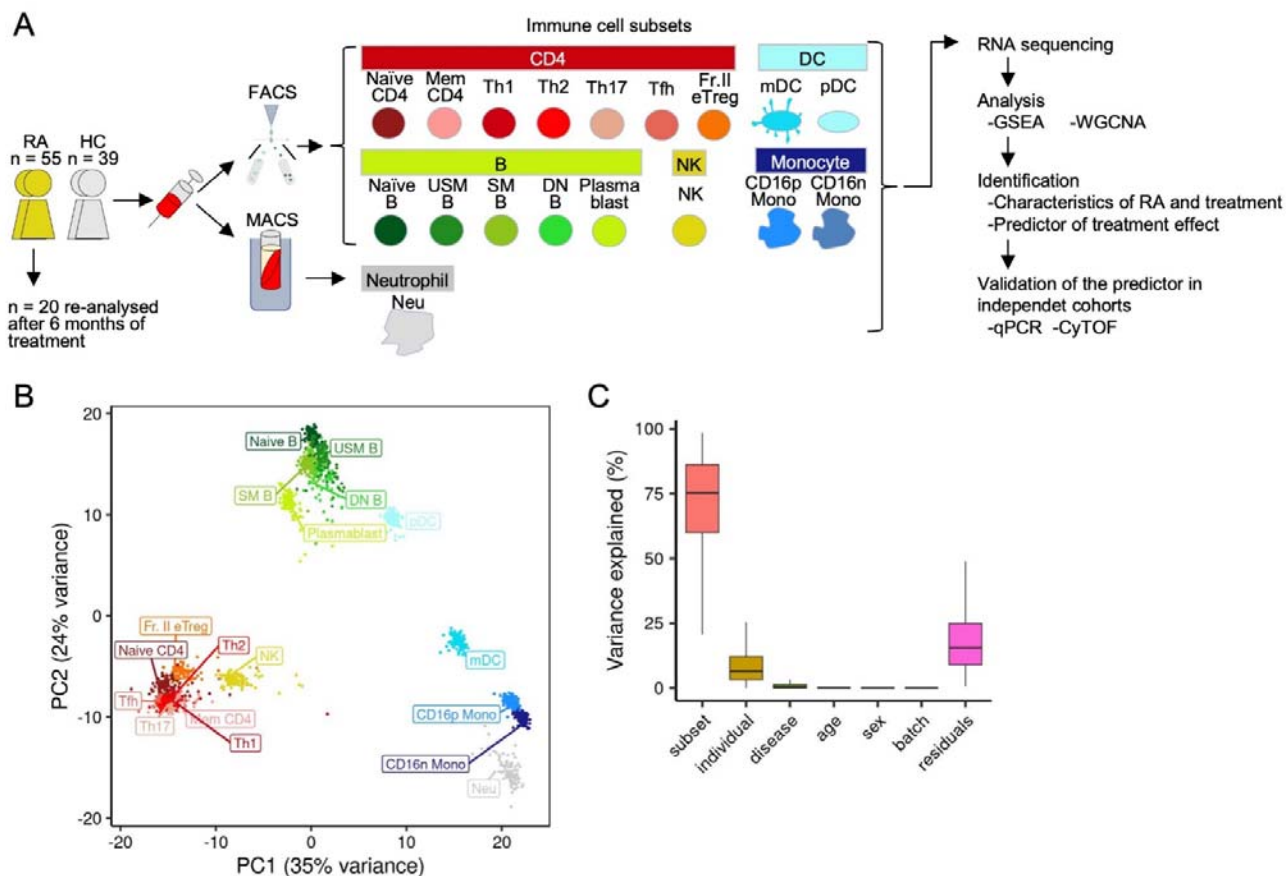 A
Immune cell subsets
CD4
DC
Naïve CD4
Mem CD4
Th1
Th2
Th17
Tfh
Fr.II eTreg
mDC
pDC
FACS
RA
n = 55
HC
n = 39
B
NK
Monocyte
Naïve B
USM B
SM B
DN B
Plasma blast
NK
CD16p Mono
CD16n Mono
MACS
Neutrophil
Neu
n = 20 re-analysed
after 6 months of
treatment
RNA sequencing
Analysis
-GSEA -WGCNA
Identification
-Characteristics of RA and treatment
-Predictor of treatment effect
Validation of the predictor in
independet cohorts
-qPCR -CyTOF
B
PC2 (24% variance)
20
10
0
-10
-20
Naive B
USM B
SM B
DN B
Plasmablast
pDC
Fr. II eTreg
Th2
Naive CD4
NK
mDC
Tfh
Mem CD4
Th17
Th1
CD16p Mono
CD16n Mono
Neu
-20 -10 0 10 20
PC1 (35% variance)
C
Variance explained (%)
100
75
50
25
0
subset
individual
disease
age
sex
batch
residuals